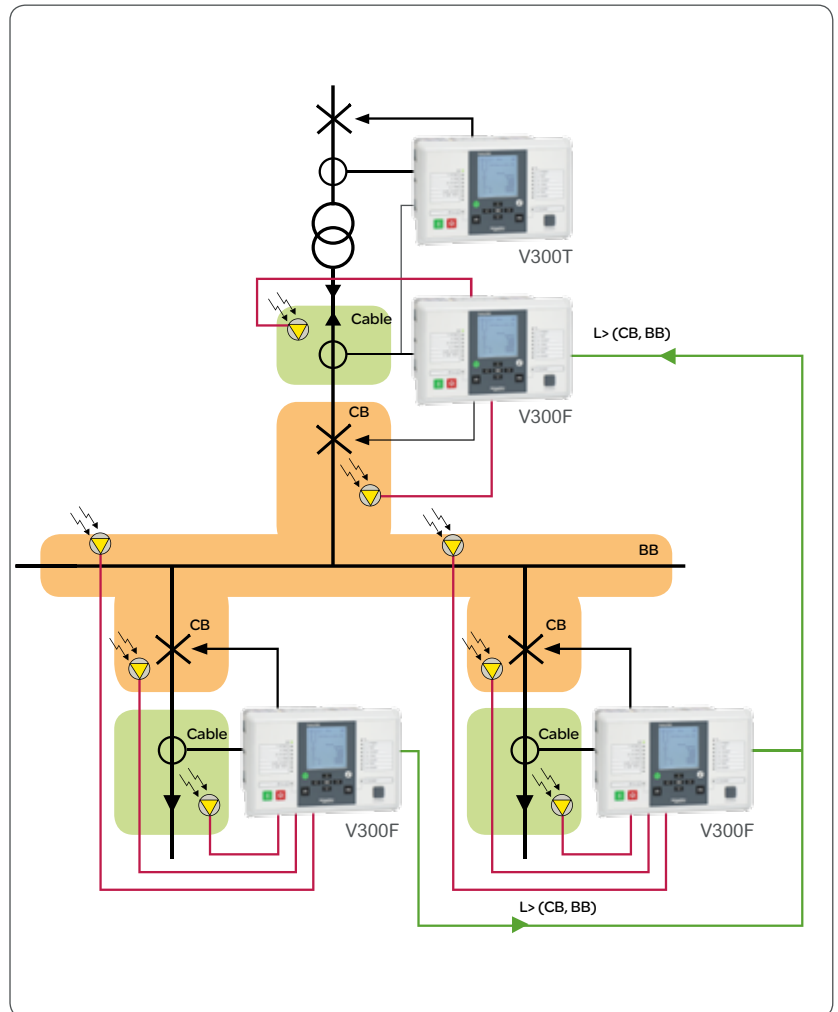 V300T
Cable
L> (CB, BB)
V300F
CB
BB
CB
CB
Cable
Cable
V300F
V300F
L> (CB, BB)